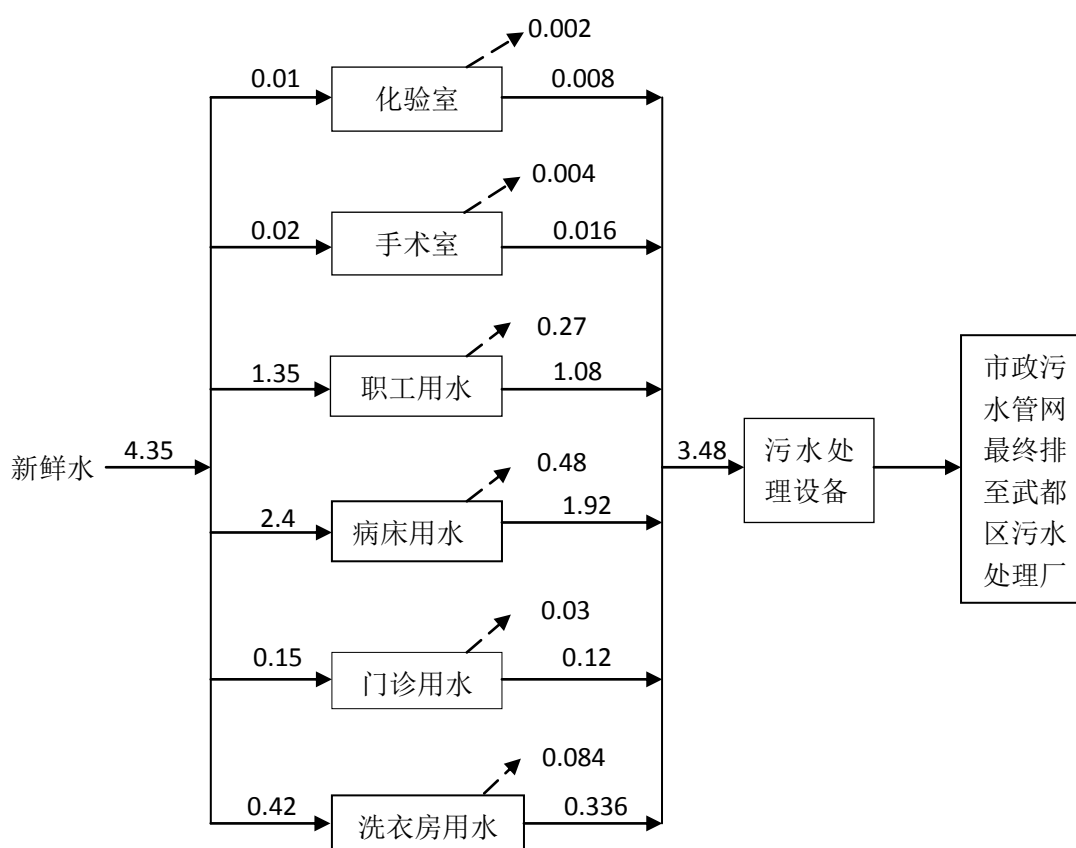 0.002
0.01
化验室
0.008
0.004
0.02
手术室
0.016
0.27
1.35
职工用水
1.08
新鲜水
4.35
0.48
2.4
病床用水
1.92
3.48
污水处
理设备
市政污
水管网
最终排
至武都
区污水
处理厂
0.03
0.15
门诊用水
0.12
0.084
0.42
洗衣房用水
0.336